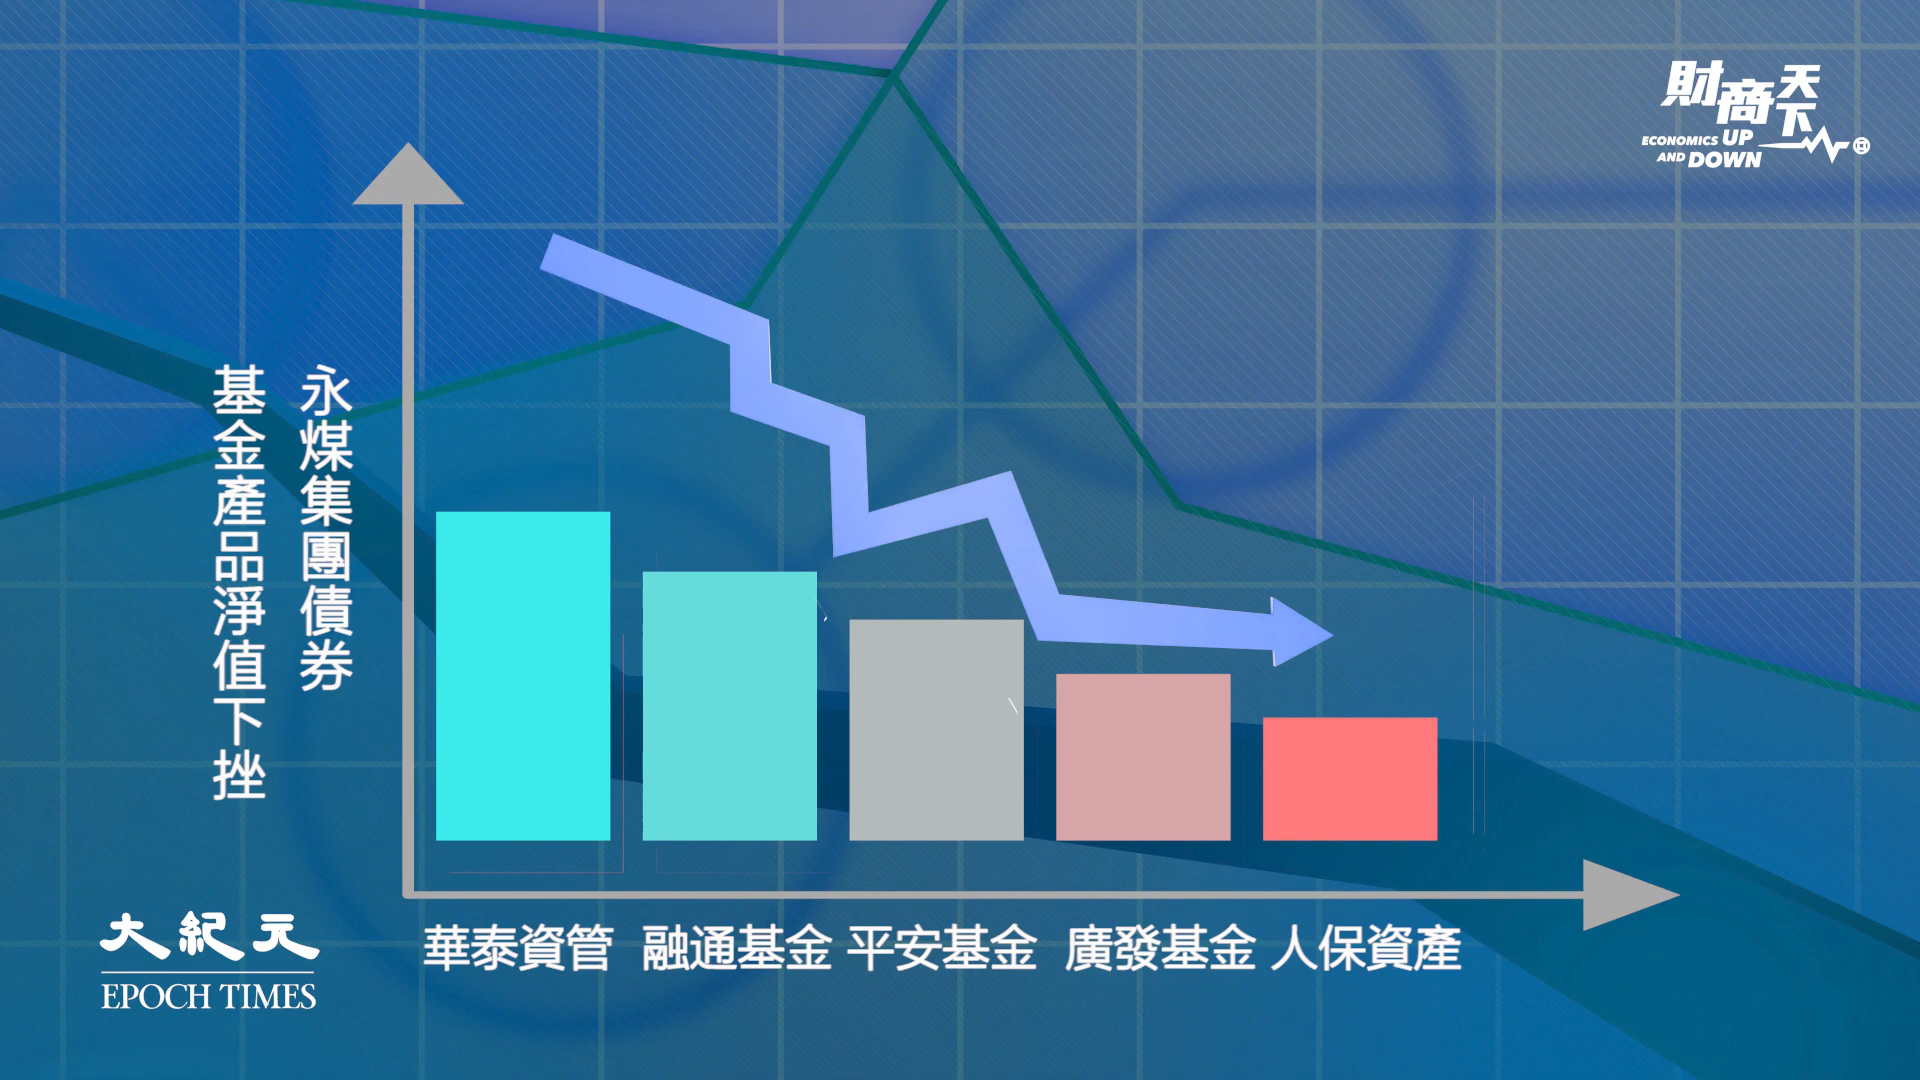 財商天下
ECONOMICS UP
AND DOWN
永煤集團債券
基金產品淨值下挫
華泰資管 融通基金 平安基金 廣發基金 人保資產
大紀元
EPOCH TIMES